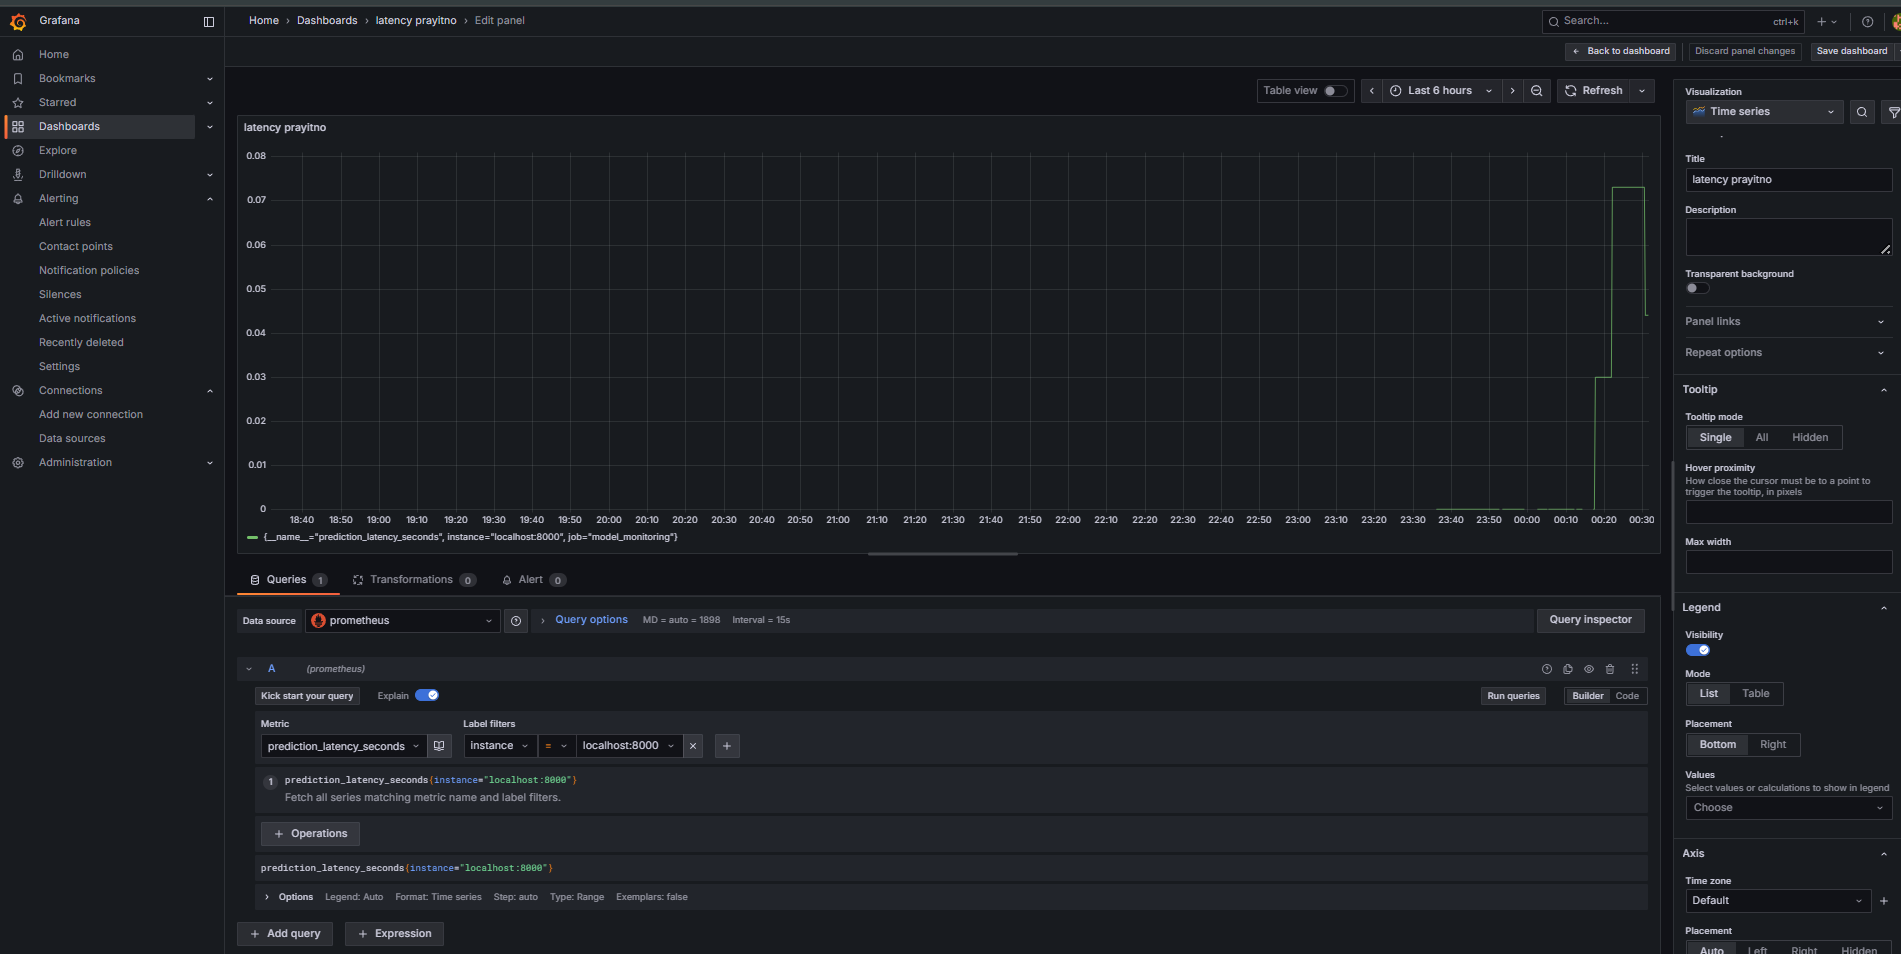 Grafana
Home › Dashboards › latency prayitno › Edit panel
Search...
ctrl+k
Back to dashboard
Discard panel changes
Save dashboard
Home
Bookmarks
Starred
Dashboards
Explore
Drilldown
Alerting
Alert rules
Contact points
Notification policies
Silences
Active notifications
Recently deleted
Settings
Connections
Add new connection
Data sources
Administration
Table view
Last 6 hours
Refresh
latency prayitno
0.08
0.07
0.06
0.05
0.04
0.03
0.02
0.01
0
18:40 18:50 19:00 19:10 19:20 19:30 19:40 19:50 20:00 20:10 20:20 20:30 20:40 20:50 21:00 21:10 21:20 21:30 21:40 21:50 22:00 22:10 22:20 22:30 22:40 22:50 23:00 23:10 23:20 23:30 23:40 23:50 00:00 00:10 00:20 00:30
{__name__="prediction_latency_seconds", instance="localhost:8000", job="model_monitoring"}
Queries 1
Transformations 0
Alert 0
Data source
prometheus
Query options
MD = auto = 1898
Interval = 15s
Query inspector
A
(prometheus)
Kick start your query
Explain
Run queries
Builder
Code
Metric
Label filters
prediction_latency_seconds
instance
=
localhost:8000
1
prediction_latency_seconds{instance="localhost:8000"}
Fetch all series matching metric name and label filters.
+ Operations
prediction_latency_seconds{instance="localhost:8000"}
Options
Legend: Auto
Format: Time series
Step: auto
Type: Range
Exemplars: false
+ Add query
+ Expression
Visualization
Time series
Title
latency prayitno
Description
Transparent background
Panel links
Repeat options
Tooltip
Tooltip mode
Single
All
Hidden
Hover proximity
How close the cursor must be to a point to
trigger the tooltip, in pixels
Max width
Legend
Visibility
Mode
List
Table
Placement
Bottom
Right
Values
Select values or calculations to show in legend
Choose
Axis
Time zone
Default
Placement
Auto
Left
Right
Hidden